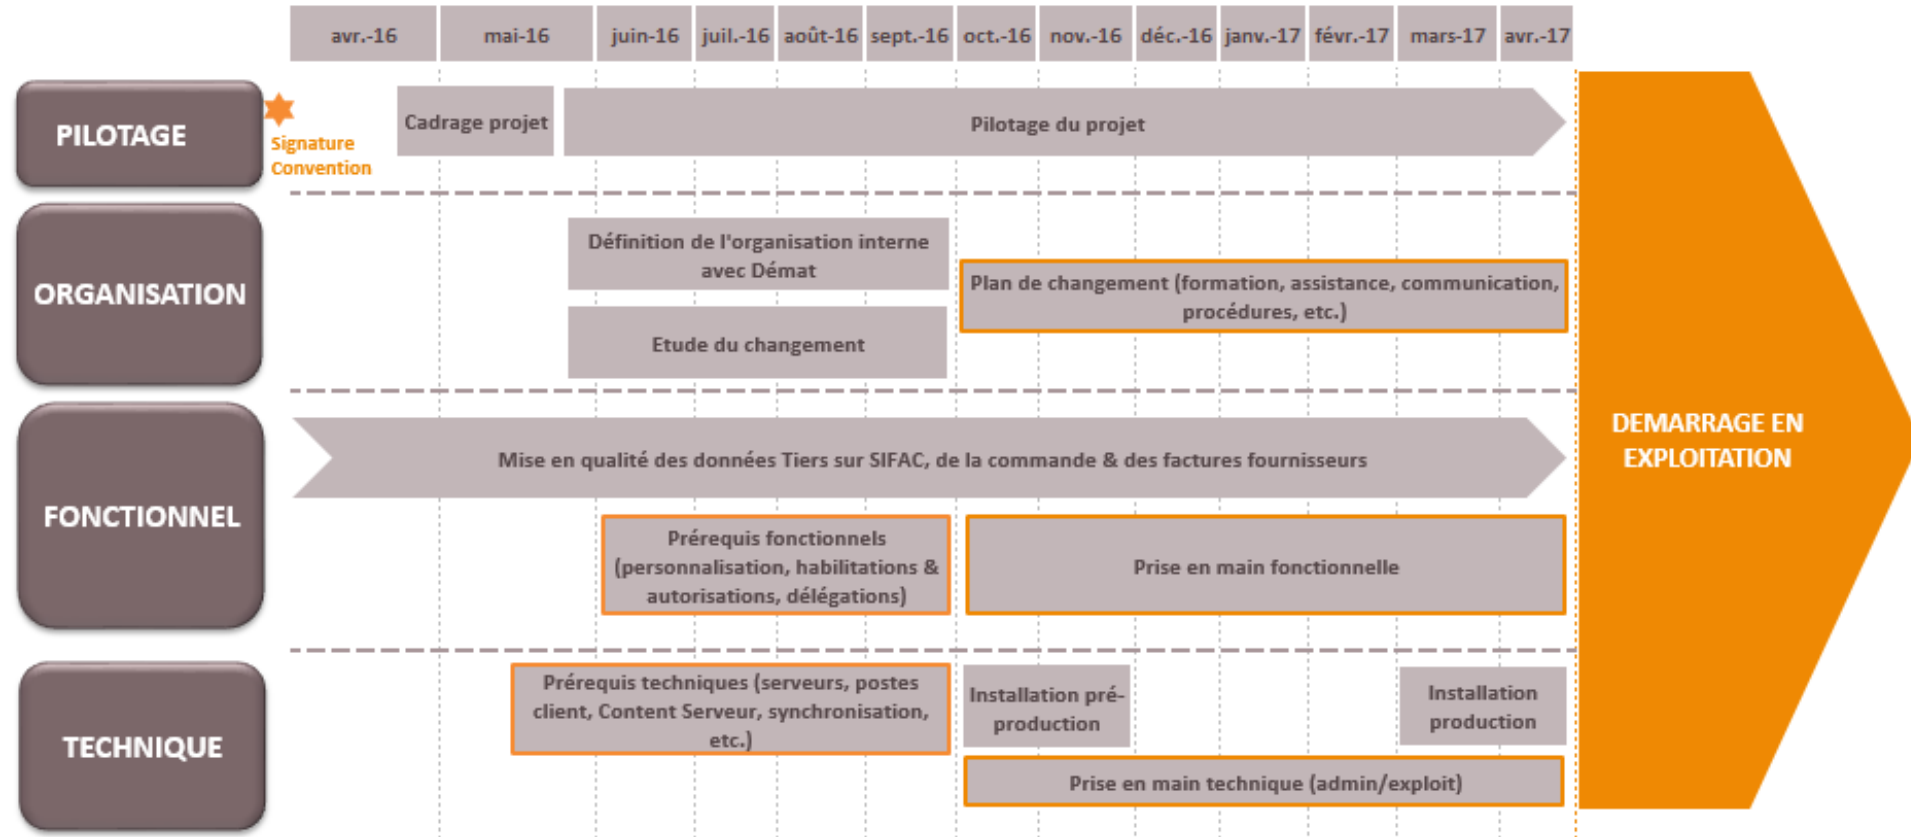 avr.-16 mai-16 juin-16 juil.-16 août-16 sept.-16 oct.-16 nov.-16 déc.-16 janv.-17 févr.-17 mars-17 avr.-17
PILOTAGE
Signature
Convention
Cadrage projet
Pilotage du projet
ORGANISATION
Définition de l'organisation interne
avec Démat
Etude du changement
Plan de changement (formation, assistance, communication,
procédures, etc.)
FONCTIONNEL
Mise en qualité des données Tiers sur SIFAC, de la commande & des factures fournisseurs
Prérequis fonctionnels
(personnalisation, habilitations &
autorisations, délégations)
Prise en main fonctionnelle
TECHNIQUE
Prérequis techniques (serveurs, postes
client, Content Serveur, synchronisation,
etc.)
Installation pré-
production
Installation
production
Prise en main technique (admin/exploit)
DEMARRAGE EN
EXPLOITATION